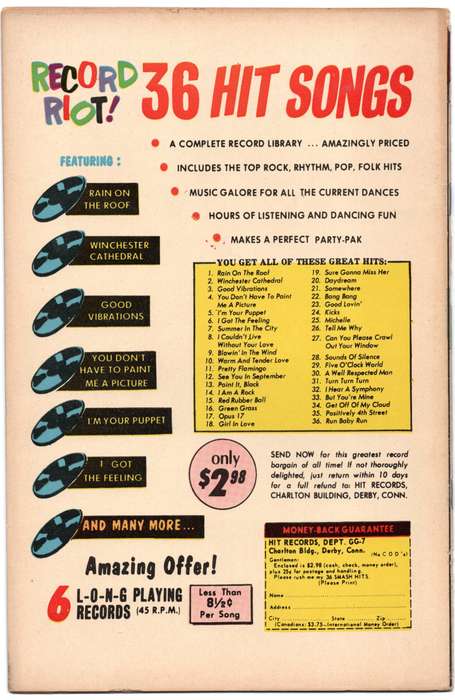 RECORD RIOT!
36 HIT SONGS
FEATURING :
RAIN ON
THE ROOF
WINCHESTER
CATHEDRAL
GOOD
VIBRATIONS
YOU DON'T
HAVE TO PAINT
ME A PICTURE
I'M YOUR PUPPET
I GOT
THE FEELING
AND MANY MORE...
A COMPLETE RECORD LIBRARY ... AMAZINGLY PRICED
INCLUDES THE TOP ROCK, RHYTHM, POP, FOLK HITS
MUSIC GALORE FOR ALL THE CURRENT DANCES
HOURS OF LISTENING AND DANCING FUN
MAKES A PERFECT PARTY-PAK
YOU GET ALL OF THESE GREAT HITS:
1. Rain On The Roof
2. Winchester Cathedral
3. Good Vibrations
4. You Don't Have To Paint
Me A Picture
5. I'm Your Puppet
6. I Got The Feeling
7. Summer In The City
8. I Couldn't Live
Without Your Love
9. Blowin' In The Wind
10. Warm And Tender Love
11. Pretty Flamingo
12. See You In September
13. Paint It, Black
14. I Am A Rock
15. Red Rubber Ball
16. Green Grass
17. Opus 17
18. Girl In Love
19. Sure Gonna Miss Her
20. Daydream
21. Somewhere
22. Bang Bang
23. Good Lovin'
24. Kicks
25. Michelle
26. Tell Me Why
27. Can You Please Crawl
Out Your Window
28. Sounds Of Silence
29. Five O'Clock World
30. A Well Respected Man
31. Turn Turn Turn
32. I Hear A Symphony
33. But You're Mine
34. Get Off Of My Cloud
35. Positively 4th Street
36. Run Baby Run
only
$2.98
SEND NOW for this greatest record
bargain of all time! If not thoroughly
delighted, just return within 10 days
for a full refund to: HIT RECORDS,
CHARLTON BUILDING, DERBY, CONN.
Amazing Offer!
6 L-O-N-G PLAYING
RECORDS (45 R.P.M.)
Less Than
8½¢
Per Song
MONEY-BACK GUARANTEE
HIT RECORDS, DEPT. GG-7
Charlton Bldg., Derby, Conn. (No C O D's)
Gentlemen:
Enclosed is $2.98 (cash, check, money order),
plus 25¢ for postage and handling.
Please rush me my 36 SMASH HITS.
(Please Print)
Name
Address
City State Zip
(Canadians: $3.75—International Money Order)